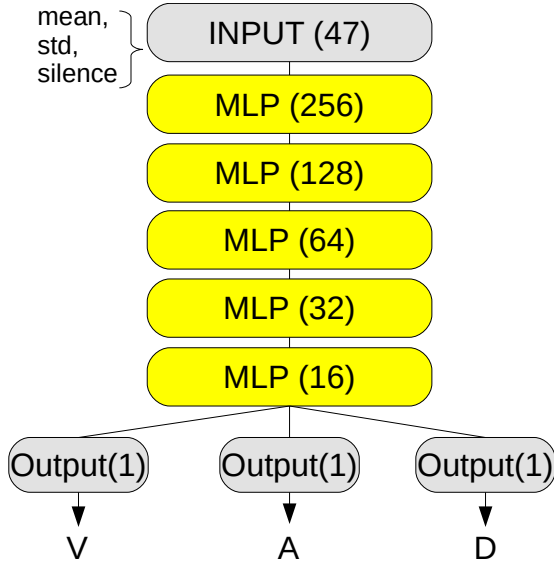 mean,
std,
silence
INPUT (47)
MLP (256)
MLP (128)
MLP (64)
MLP (32)
MLP (16)
Output(1)
Output(1)
Output(1)
V
A
D